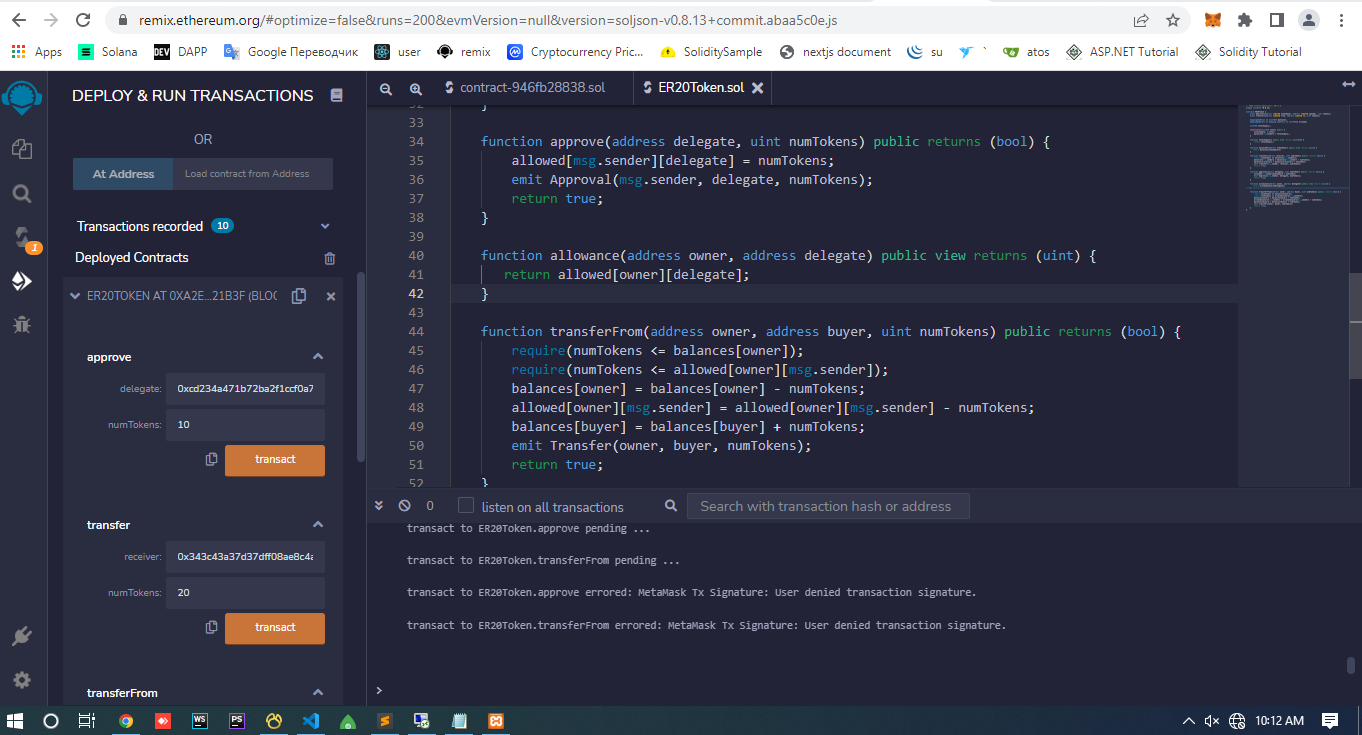 remix.ethereum.org/#optimize=false&runs=200&evmVersion=null&version=soljson-v0.8.13+commit.abaa5c0e.js
Apps Solana DEV DAPP Google Переводчик user remix Cryptocurrency Pric... SoliditySample nextjs document su ` atos ASP.NET Tutorial Solidity Tutorial
DEPLOY & RUN TRANSACTIONS
OR
At Address Load contract from Address
Transactions recorded 10
Deployed Contracts
1
ER20TOKEN AT 0XA2E...21B3F (BLOC
approve
delegate: 0xcd234a471b72ba2f1ccf0a7
numTokens: 10
transact
transfer
receiver: 0x343c43a37d37dff08ae8c4a
numTokens: 20
transact
transferFrom
contract-946fb28838.sol ER20Token.sol
32 }
33
34 function approve(address delegate, uint numTokens) public returns (bool) {
35 allowed[msg.sender][delegate] = numTokens;
36 emit Approval(msg.sender, delegate, numTokens);
37 return true;
38 }
39
40 function allowance(address owner, address delegate) public view returns (uint) {
41 return allowed[owner][delegate];
42 }
43
44 function transferFrom(address owner, address buyer, uint numTokens) public returns (bool) {
45 require(numTokens <= balances[owner]);
46 require(numTokens <= allowed[owner][msg.sender]);
47 balances[owner] = balances[owner] - numTokens;
48 allowed[owner][msg.sender] = allowed[owner][msg.sender] - numTokens;
49 balances[buyer] = balances[buyer] + numTokens;
50 emit Transfer(owner, buyer, numTokens);
51 return true;
52 }
0 listen on all transactions Search with transaction hash or address
transact to ER20Token.approve pending ...
transact to ER20Token.transferFrom pending ...
transact to ER20Token.approve errored: MetaMask Tx Signature: User denied transaction signature.
transact to ER20Token.transferFrom errored: MetaMask Tx Signature: User denied transaction signature.
>
WS PS 10:12 AM